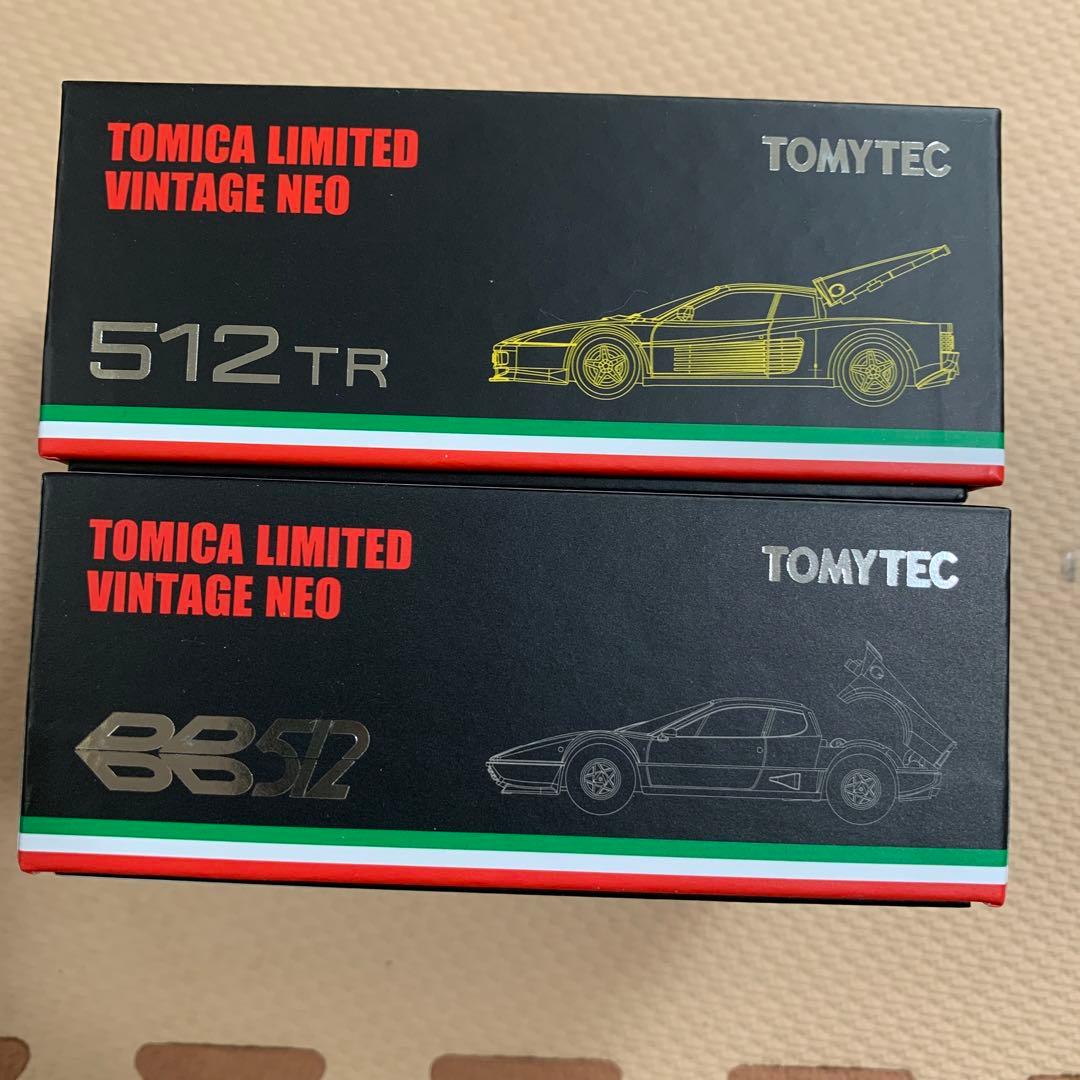 TOMICA LIMITED
VINTAGE NEO
TOMYTEC
512 TR
TOMICA LIMITED
VINTAGE NEO
TOMYTEC
BB512